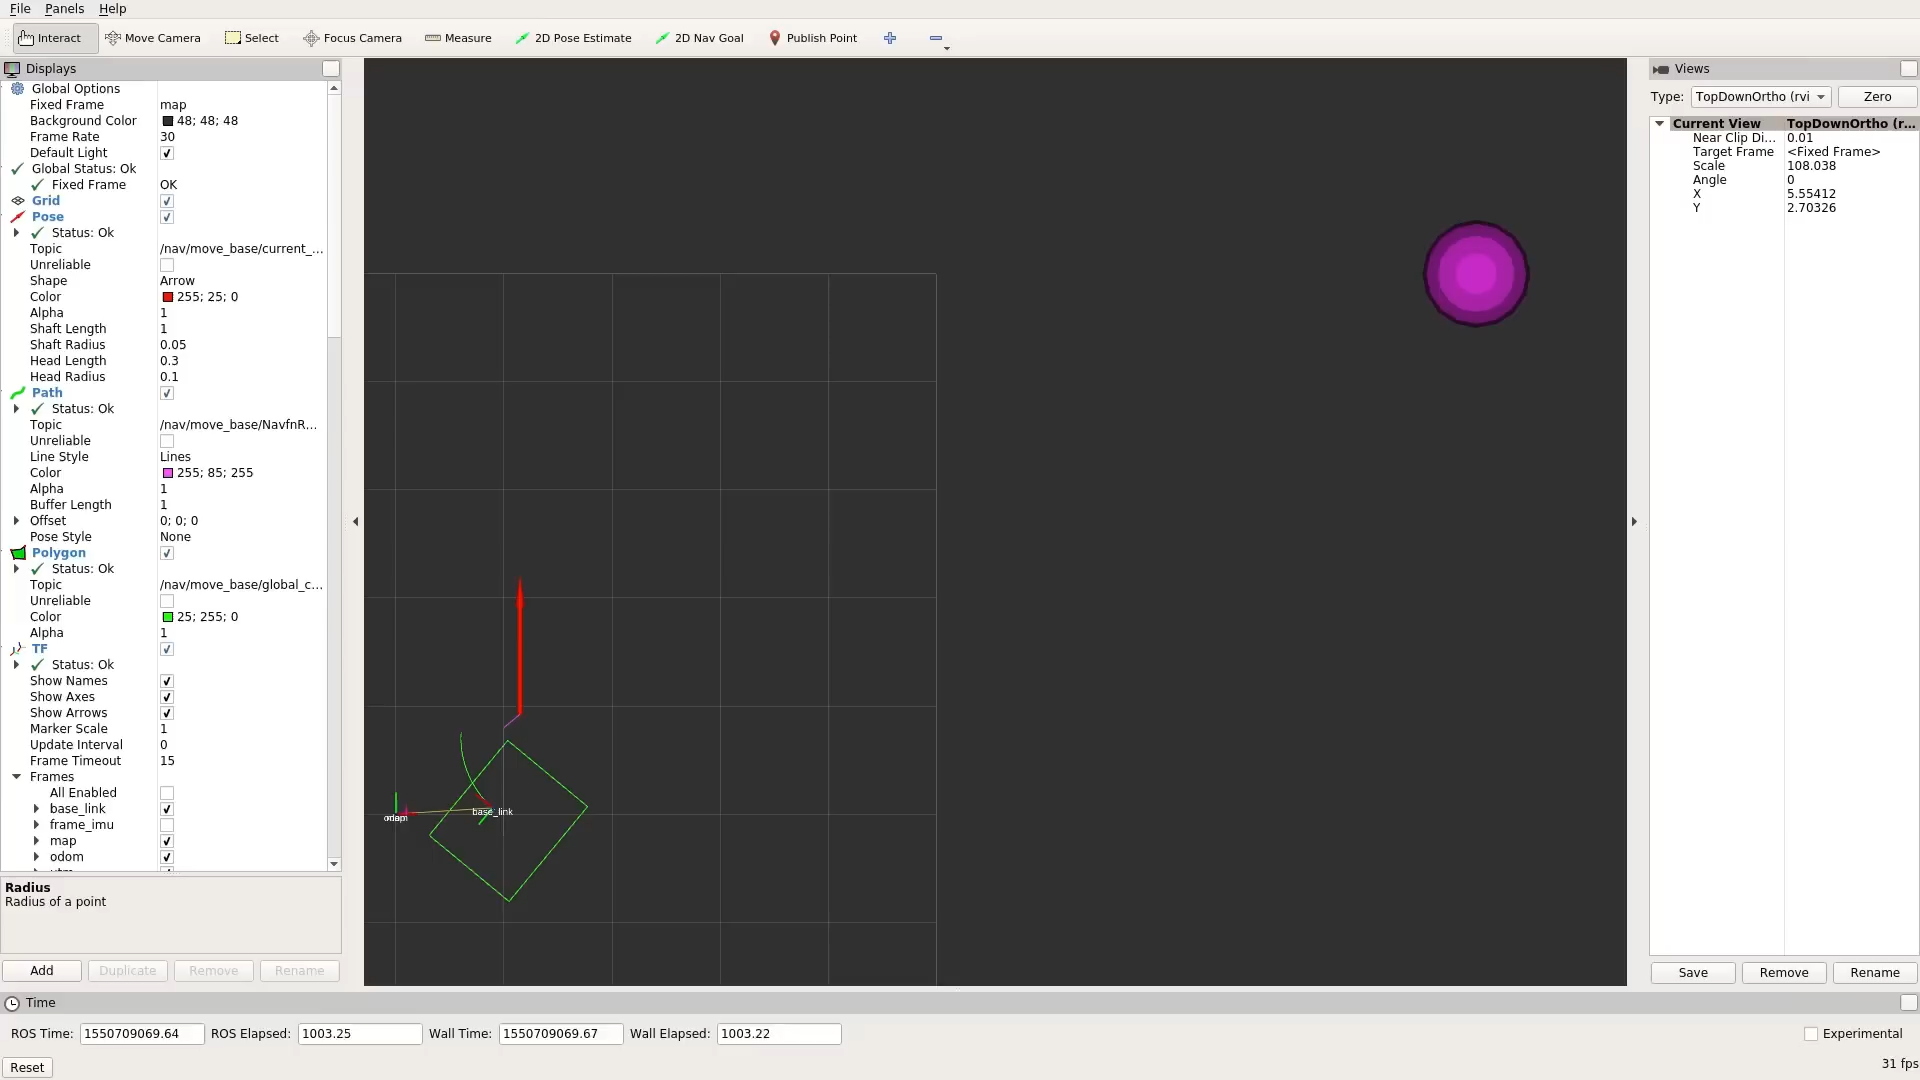 File Panels Help
Interact Move Camera Select Focus Camera Measure 2D Pose Estimate 2D Nav Goal Publish Point
Displays
Global Options
Fixed Frame map
Background Color 48; 48; 48
Frame Rate 30
Default Light
Global Status: Ok
Fixed Frame OK
Grid
Pose
Status: Ok
Topic /nav/move_base/current_...
Unreliable
Shape Arrow
Color 255; 25; 0
Alpha 1
Shaft Length 1
Shaft Radius 0.05
Head Length 0.3
Head Radius 0.1
Path
Status: Ok
Topic /nav/move_base/NavfnR...
Unreliable
Line Style Lines
Color 255; 85; 255
Alpha 1
Buffer Length 1
Offset 0; 0; 0
Pose Style None
Polygon
Status: Ok
Topic /nav/move_base/global_c...
Unreliable
Color 25; 255; 0
Alpha 1
TF
Status: Ok
Show Names
Show Axes
Show Arrows
Marker Scale 1
Update Interval 0
Frame Timeout 15
Frames
All Enabled
base_link
frame_imu
map
odom
Radius
Radius of a point
Add Duplicate Remove Rename
base_link
Views
Type: TopDownOrtho (rvi Zero
Current View TopDownOrtho (r...
Near Clip Di... 0.01
Target Frame <Fixed Frame>
Scale 108.038
Angle 0
X 5.55412
Y 2.70326
Save Remove Rename
Time
ROS Time: 1550709069.64 ROS Elapsed: 1003.25 Wall Time: 1550709069.67 Wall Elapsed: 1003.22 Experimental
Reset 31 fps